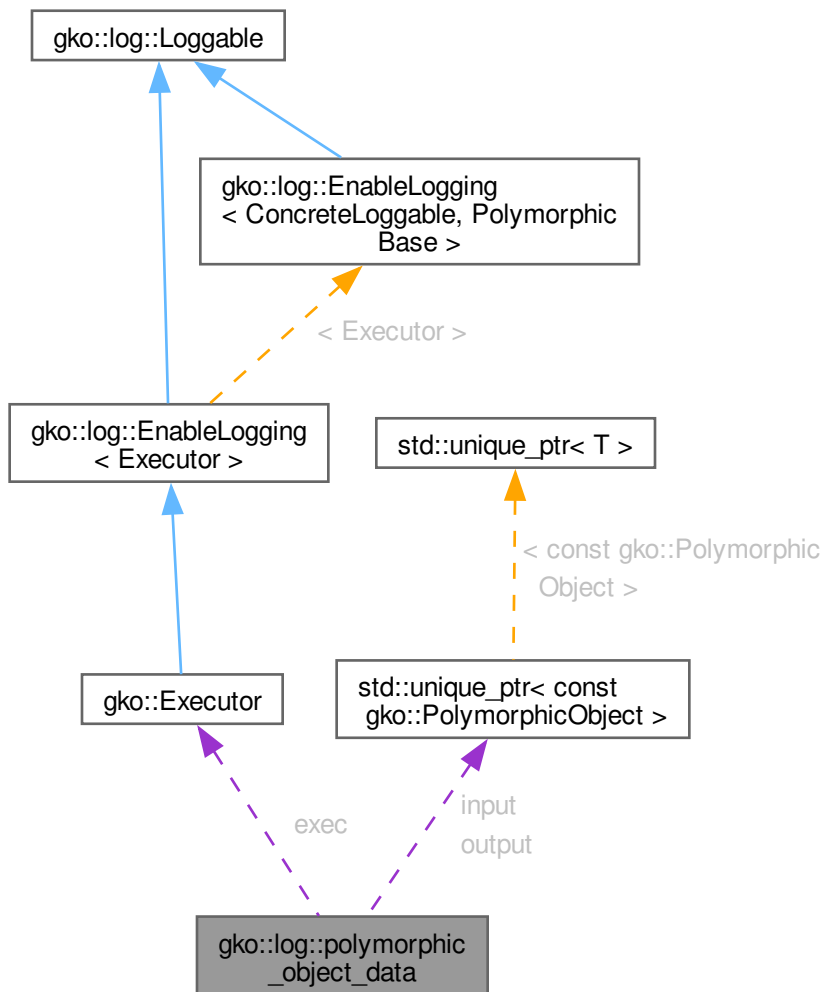 gko::log::Loggable
gko::log::EnableLogging
< ConcreteLoggable, Polymorphic
Base >
< Executor >
gko::log::EnableLogging
< Executor >
std::unique_ptr< T >
< const gko::Polymorphic
Object >
gko::Executor
std::unique_ptr< const
gko::PolymorphicObject >
exec
input
output
gko::log::polymorphic
_object_data